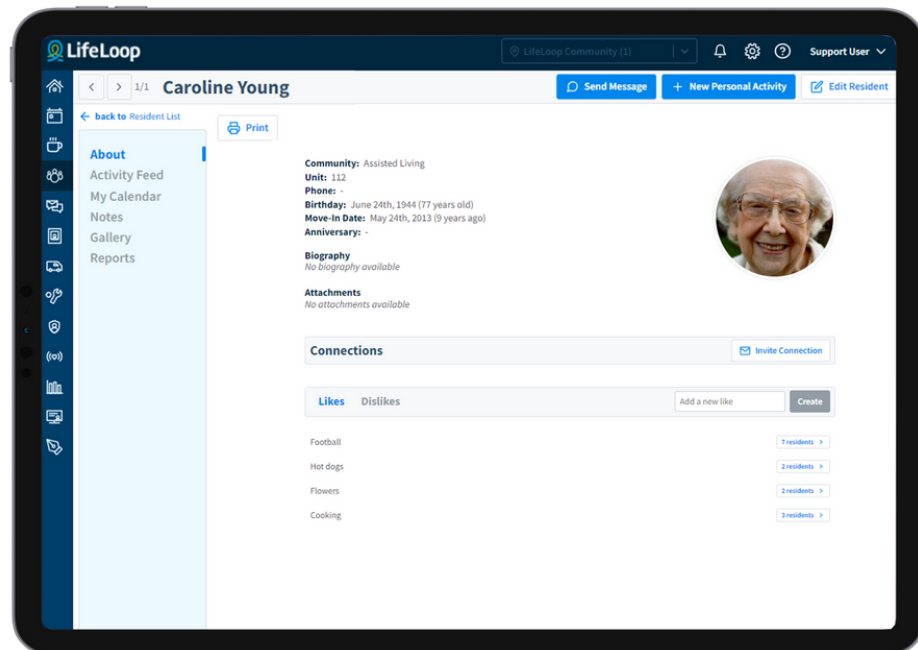 LifeLoop
LifeLoop Community (1)
Support User
1/1
Caroline Young
Send Message
+ New Personal Activity
Edit Resident
back to Resident List
Print
About
Activity Feed
My Calendar
Notes
Gallery
Reports
Community: Assisted Living
Unit: 112
Phone: -
Birthday: June 24th, 1944 (77 years old)
Move-In Date: May 24th, 2013 (9 years ago)
Anniversary: -
Biography
No biography available
Attachments
No attachments available
Connections
Invite Connection
Likes
Dislikes
Add a new like
Create
Football
7 residents >
Hot dogs
2 residents >
Flowers
2 residents >
Cooking
3 residents >